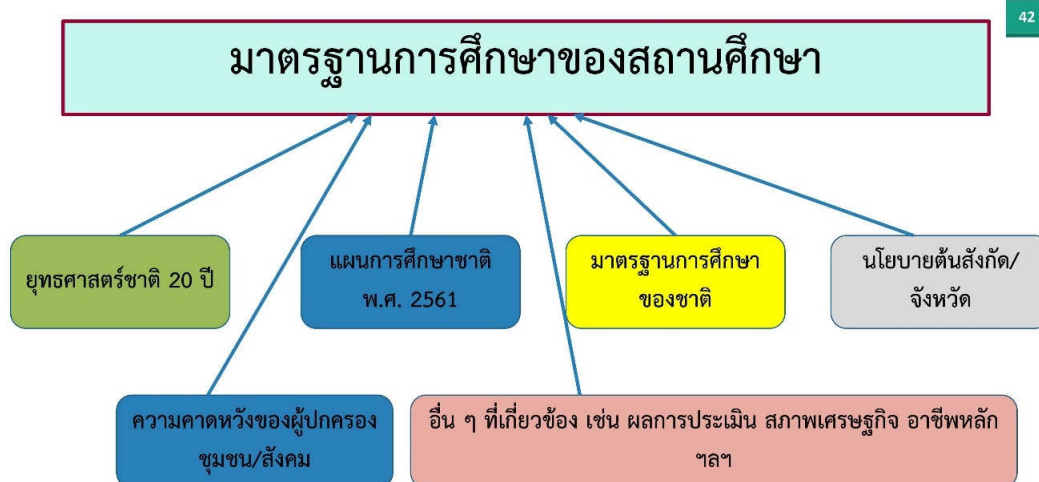 42
มาตรฐานการศึกษาของสถานศึกษา
ยุทธศาสตร์ชาติ 20 ปี
แผนการศึกษาชาติ
พ.ศ. 2561
มาตรฐานการศึกษา
ของชาติ
นโยบายต้นสังกัด/
จังหวัด
ความคาดหวังของผู้ปกครอง
ชุมชน/สังคม
อื่น ๆ ที่เกี่ยวข้อง เช่น ผลการประเมิน สภาพเศรษฐกิจ อาชีพหลัก
ฯลฯ